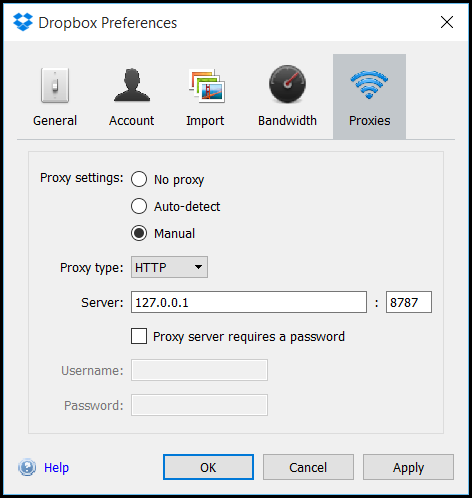 Dropbox Preferences
General Account Import Bandwidth Proxies
Proxy settings: No proxy
Auto-detect
Manual
Proxy type: HTTP
Server: 127.0.0.1 : 8787
Proxy server requires a password
Username:
Password:
Help OK Cancel Apply